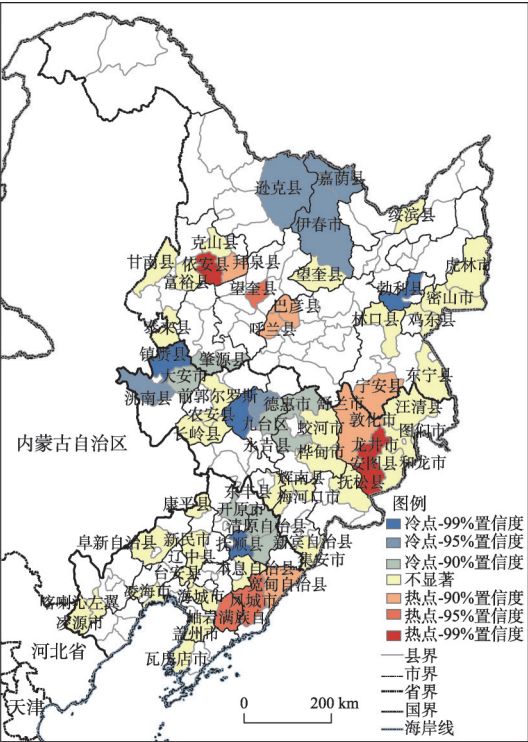 逊克县
嘉荫县
伊春市
绥滨县
克山县
甘南县
依安县
拜泉县
富裕县
望奎县
望奎县
虎林市
勃利县
密山市
巴彦县
呼兰县
林口县
鸡东县
镇赉县
肇源县
大安市
东宁县
洮南县
前郭尔罗斯
宁安县
德惠市
舒兰市
农安县
九台区
敦化市
汪清县
长岭县
永吉县
蛟河市
龙井市
图们市
内蒙古自治区
桦甸市
安图县
和龙市
辉南县
抚松县
梅河口市
东丰县
康平县
开原市
清原自治县
阜新自治县
新民市
抚顺县
新宾自治县
辽中县
集安市
台安县
本息自治县
宽甸自治县
喀喇沁左翼
凌海市
海城市
凤城市
凌源市
岫岩满族自
盖州市
河北省
瓦房店市
天津
图例
冷点-99%置信度
冷点-95%置信度
冷点-90%置信度
不显著
热点-90%置信度
热点-95%置信度
热点-99%置信度
县界
市界
省界
国界
海岸线
0 200 km